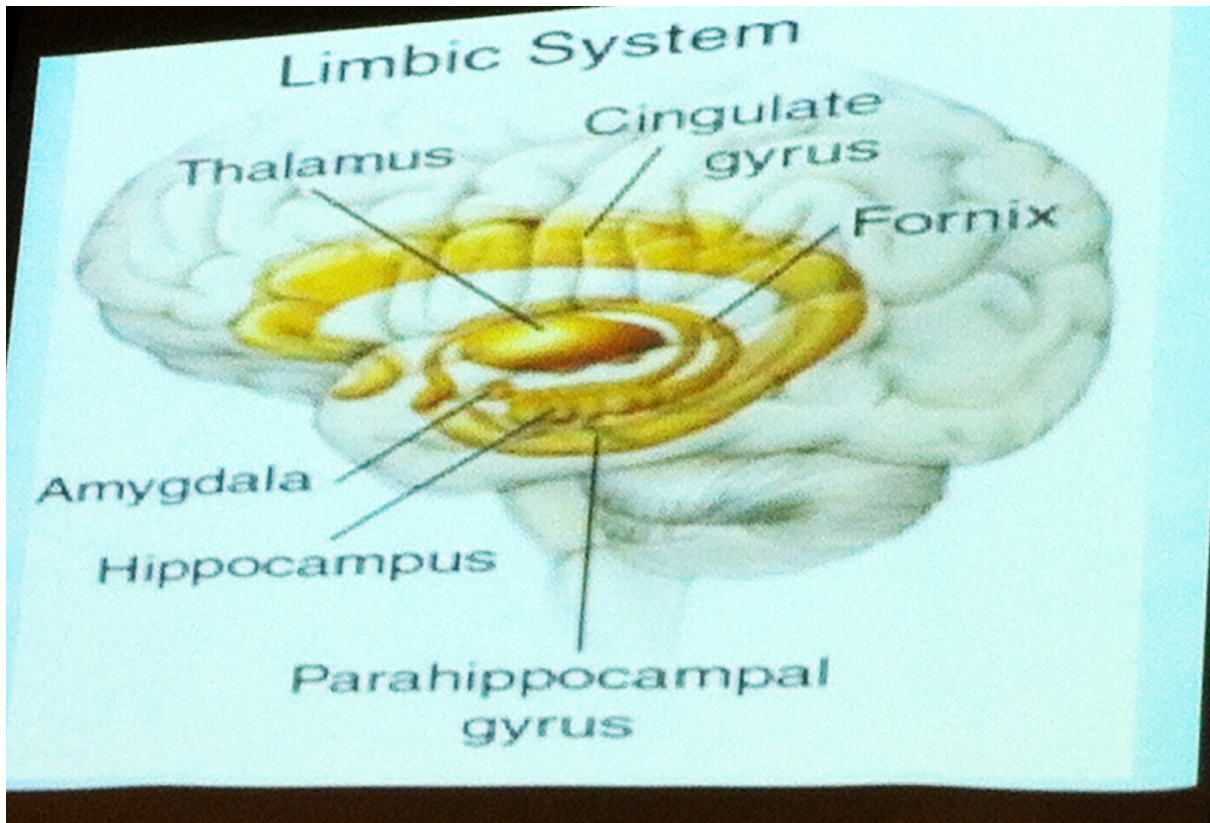 Limbic System
Cingulate
gyrus
Thalamus
Fornix
Amygdala
Hippocampus
Parahippocampal
gyrus